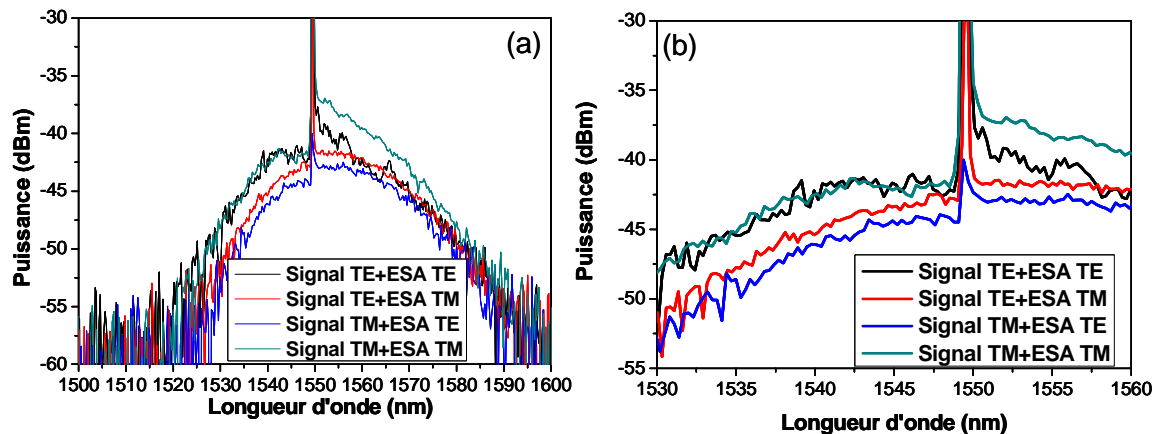 (a)
Puissance (dBm)
-30
-35
-40
-45
-50
-55
-60
Signal TE+ESA TE
Signal TE+ESA TM
Signal TM+ESA TE
Signal TM+ESA TM
1500 1510 1520 1530 1540 1550 1560 1570 1580 1590 1600
Longueur d'onde (nm)
(b)
Puissance (dBm)
-30
-35
-40
-45
-50
-55
Signal TE+ESA TE
Signal TE+ESA TM
Signal TM+ESA TE
Signal TM+ESA TM
1530 1535 1540 1545 1550 1555 1560
Longueur d'onde (nm)